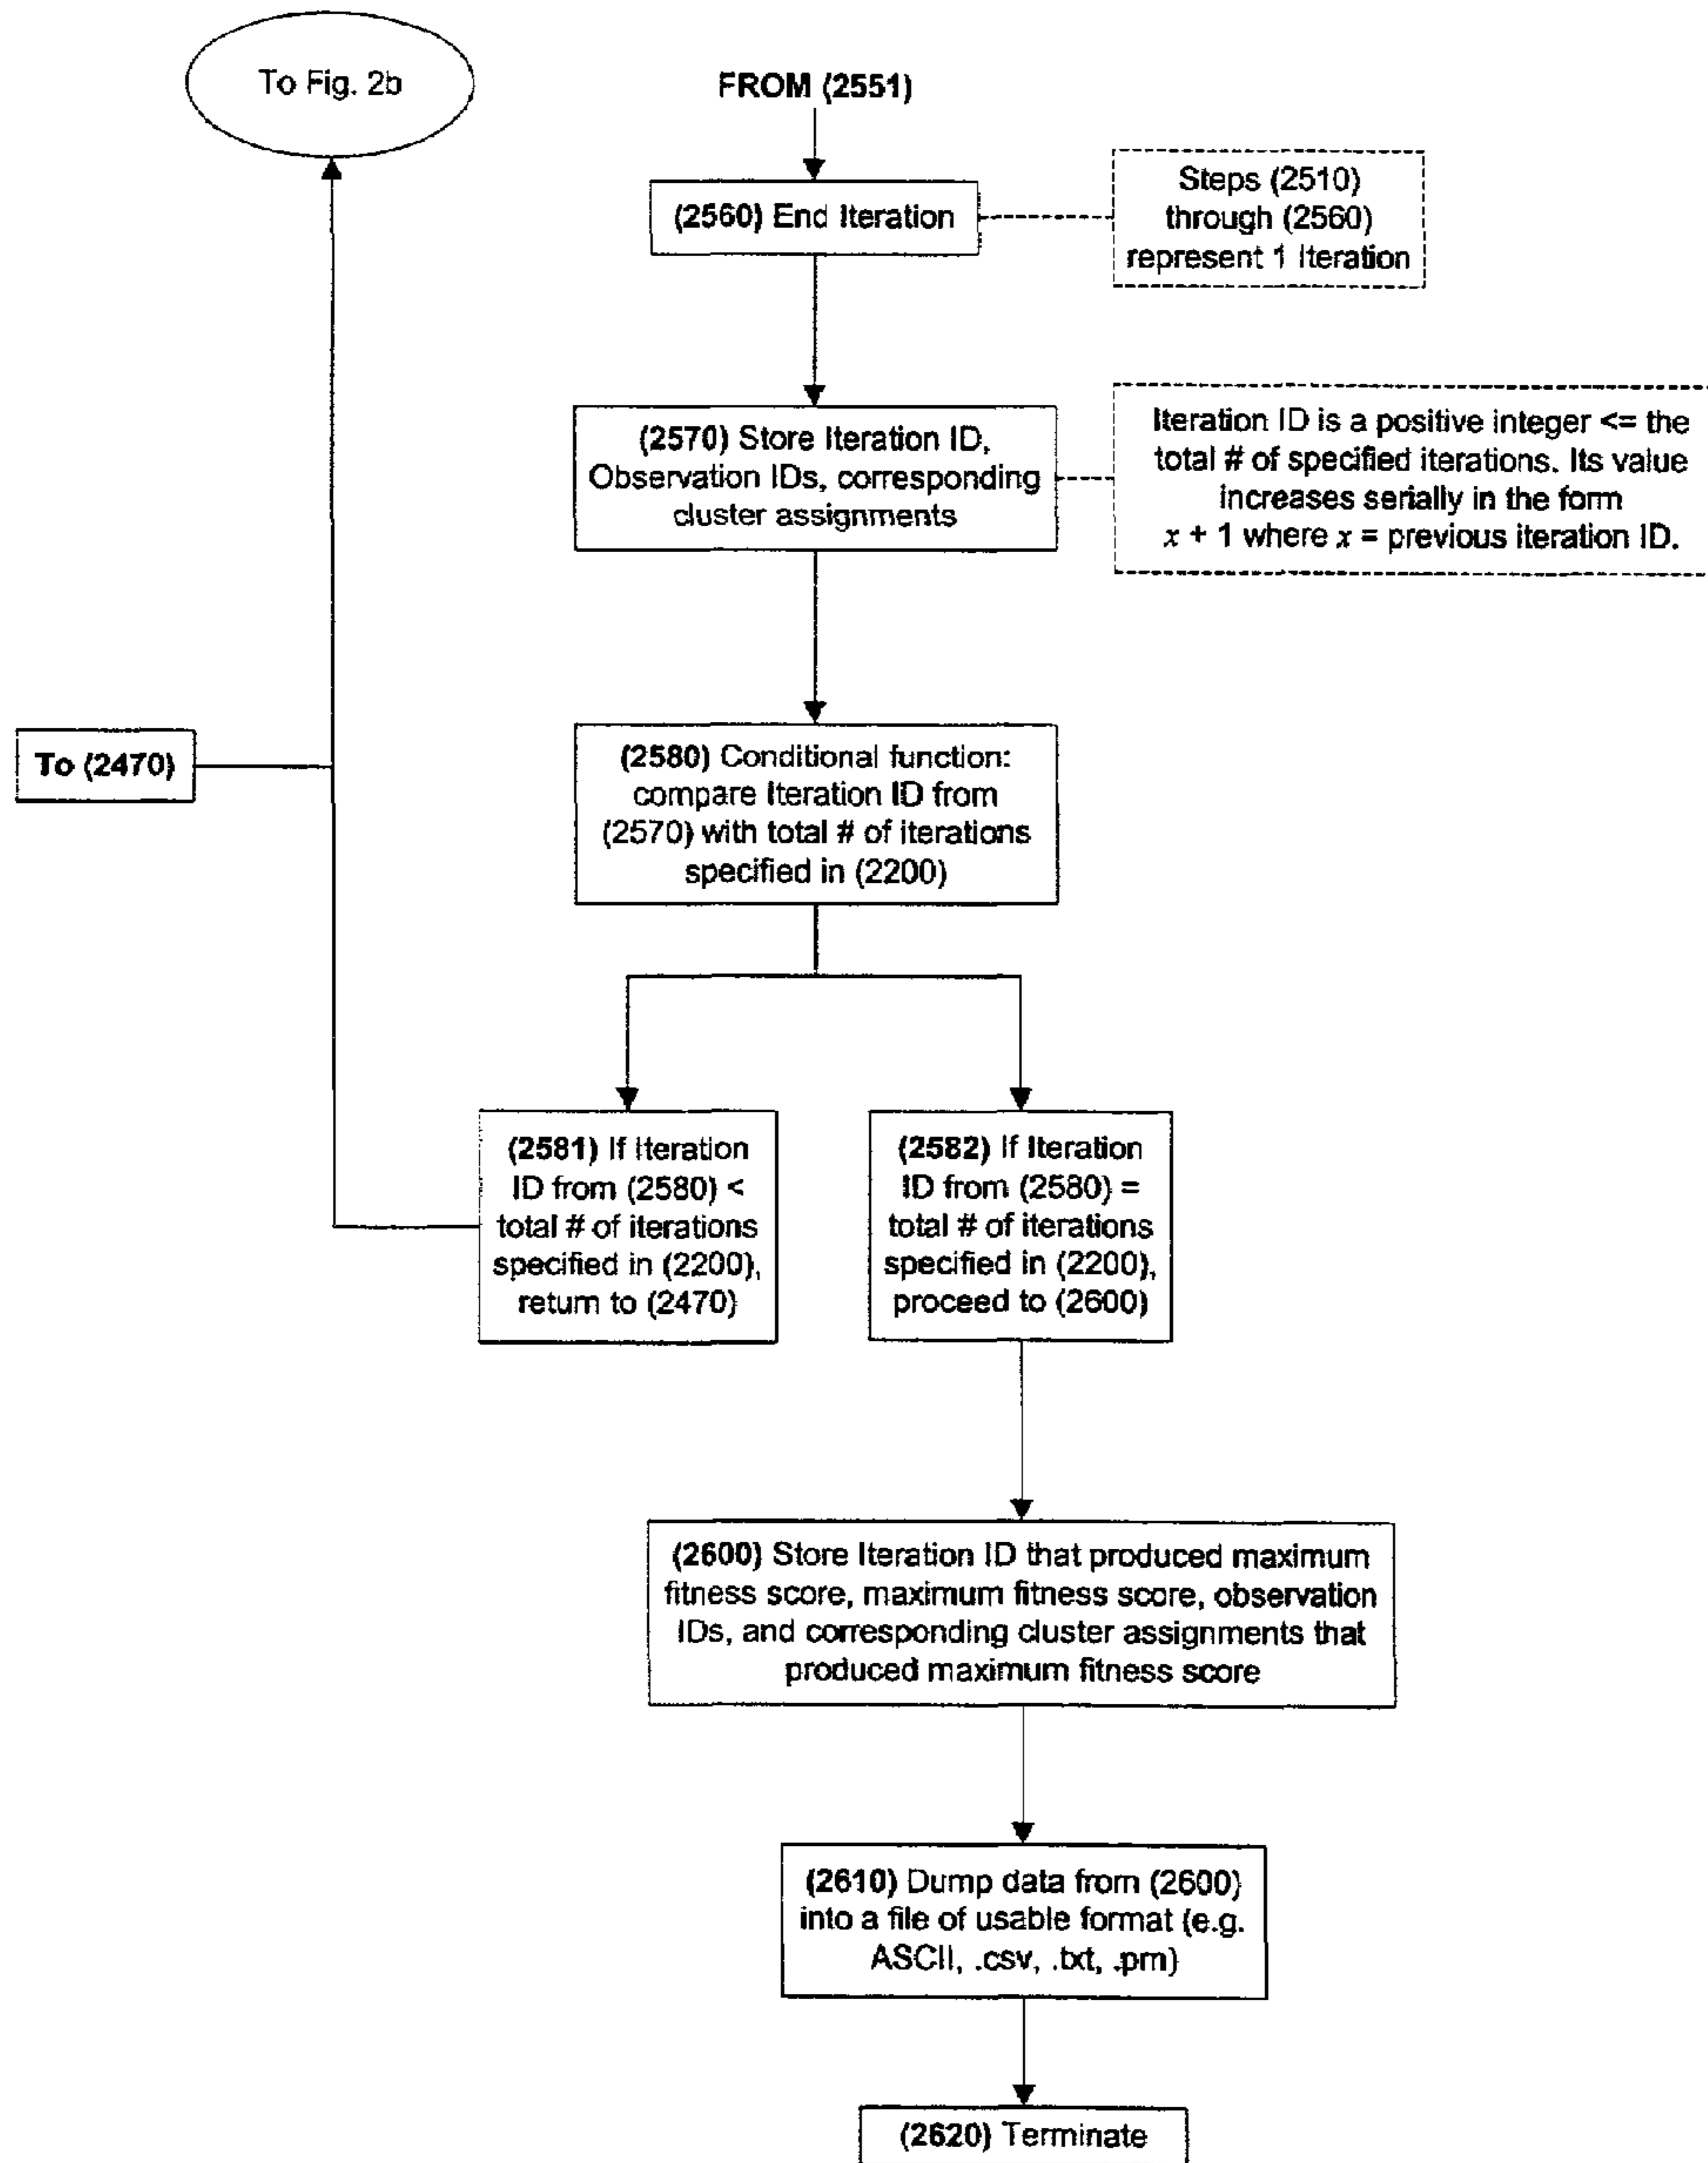 To Fig. 2b
FROM (2551)
(2560) End Iteration
Steps (2510)
through (2560)
represent 1 Iteration
(2570) Store Iteration ID,
Observation IDs, corresponding
cluster assignments
Iteration ID is a positive integer <= the
total # of specified iterations. Its value
increases serially in the form
x + 1 where x = previous iteration ID.
To (2470)
(2580) Conditional function:
compare Iteration ID from
(2570) with total # of iterations
specified in (2200)
(2581) If Iteration
ID from (2580) <
total # of iterations
specified in (2200),
return to (2470)
(2582) If Iteration
ID from (2580) =
total # of iterations
specified in (2200),
proceed to (2600)
(2600) Store Iteration ID that produced maximum
fitness score, maximum fitness score, observation
IDs, and corresponding cluster assignments that
produced maximum fitness score
(2610) Dump data from (2600)
into a file of usable format (e.g.
ASCII, .csv, .txt, .prn)
(2620) Terminate